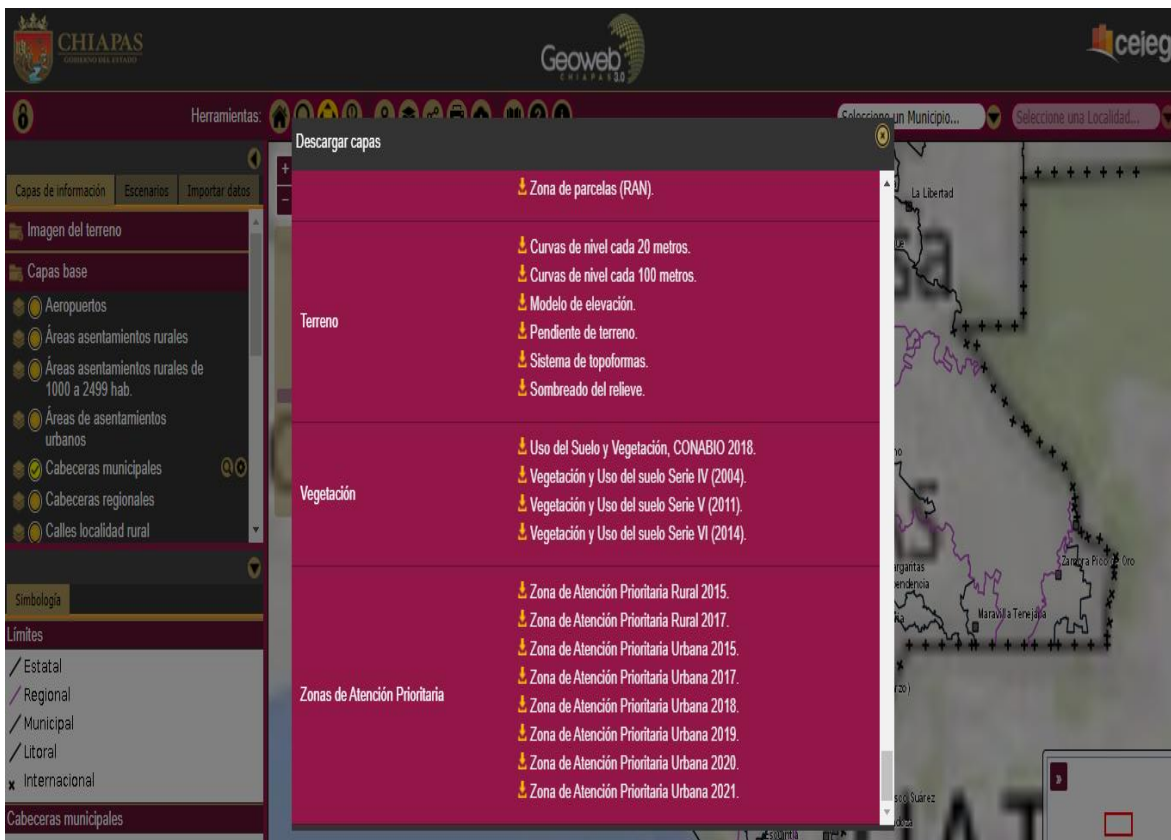 CHIAPAS
GOBIERNO DEL ESTADO
Geoweb
CHIAPAS 3.0
ceieg
Herramientas:
Seleccione un Municipio...
Seleccione una Localidad...
Capas de información
Escenarios
Importar datos
Imagen del terreno
Capas base
Aeropuertos
Áreas asentamientos rurales
Áreas asentamientos rurales de
1000 a 2499 hab.
Áreas de asentamientos
urbanos
Cabeceras municipales
Cabeceras regionales
Calles localidad rural
Simbología
Límites
Estatal
Regional
Municipal
Litoral
Internacional
Cabeceras municipales
Descargar capas
Zona de parcelas (RAN).
Terreno
Curvas de nivel cada 20 metros.
Curvas de nivel cada 100 metros.
Modelo de elevación.
Pendiente de terreno.
Sistema de topoformas.
Sombreado del relieve.
Vegetación
Uso del Suelo y Vegetación, CONABIO 2018.
Vegetación y Uso del suelo Serie IV (2004).
Vegetación y Uso del suelo Serie V (2011).
Vegetación y Uso del suelo Serie VI (2014).
Zonas de Atención Prioritaria
Zona de Atención Prioritaria Rural 2015.
Zona de Atención Prioritaria Rural 2017.
Zona de Atención Prioritaria Urbana 2015.
Zona de Atención Prioritaria Urbana 2017.
Zona de Atención Prioritaria Urbana 2018.
Zona de Atención Prioritaria Urbana 2019.
Zona de Atención Prioritaria Urbana 2020.
Zona de Atención Prioritaria Urbana 2021.
La Libertad
Zamora Pico de Oro
Maravilla Tenejapa